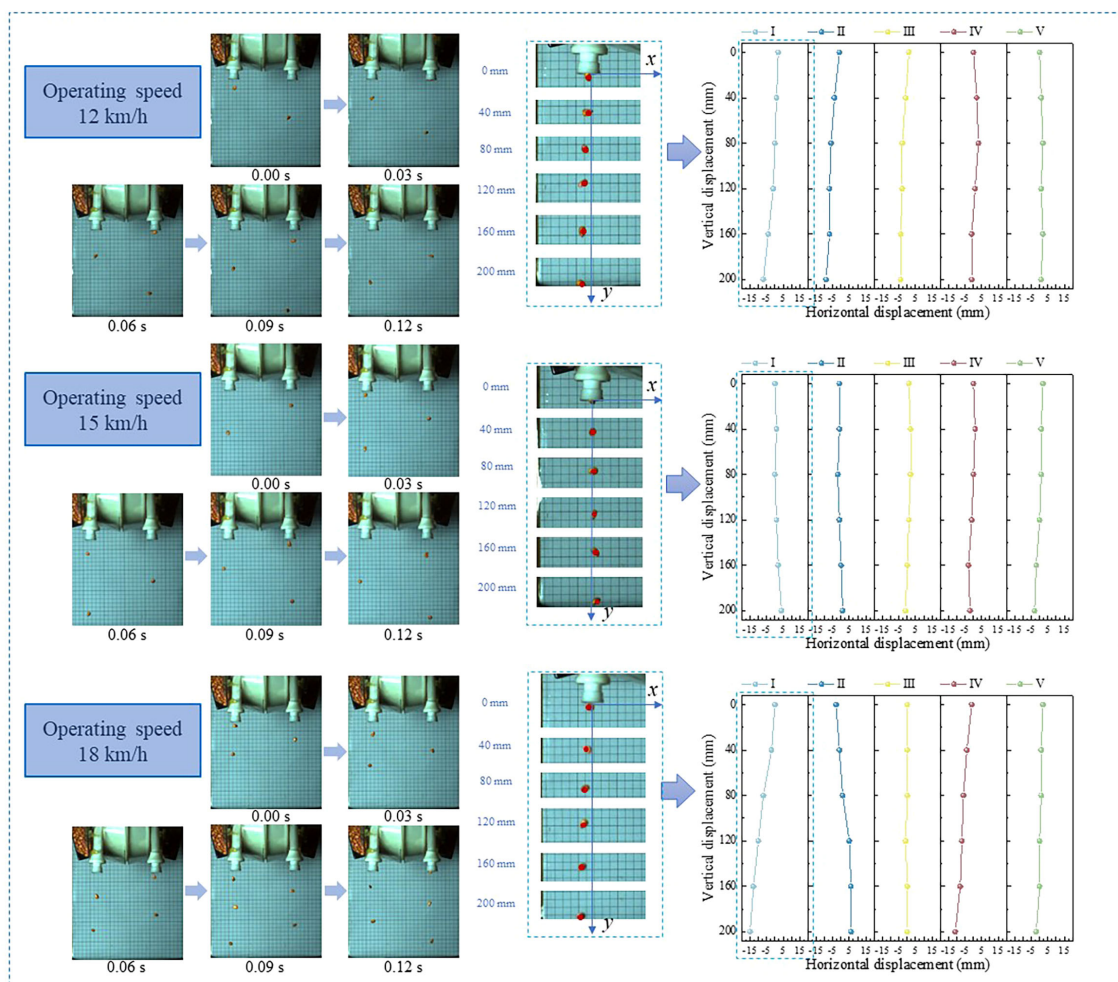 Operating speed
12 km/h
0.00 s
0.03 s
0.06 s
0.09 s
0.12 s
0 mm
40 mm
80 mm
120 mm
160 mm
200 mm
x
y
I II III IV V
Vertical displacement (mm)
0
40
80
120
160
200
-15 -5 5 15 -15 -5 5 15 -15 -5 5 15 -15 -5 5 15 -15 -5 5 15
Horizontal displacement (mm)
Operating speed
15 km/h
0.00 s
0.03 s
0.06 s
0.09 s
0.12 s
0 mm
40 mm
80 mm
120 mm
160 mm
200 mm
x
y
I II III IV V
Vertical displacement (mm)
0
40
80
120
160
200
-15 -5 5 15 -15 -5 5 15 -15 -5 5 15 -15 -5 5 15 -15 -5 5 15
Horizontal displacement (mm)
Operating speed
18 km/h
0.00 s
0.03 s
0.06 s
0.09 s
0.12 s
0 mm
40 mm
80 mm
120 mm
160 mm
200 mm
x
y
I II III IV V
Vertical displacement (mm)
0
40
80
120
160
200
-15 -5 5 15 -15 -5 5 15 -15 -5 5 15 -15 -5 5 15 -15 -5 5 15
Horizontal displacement (mm)